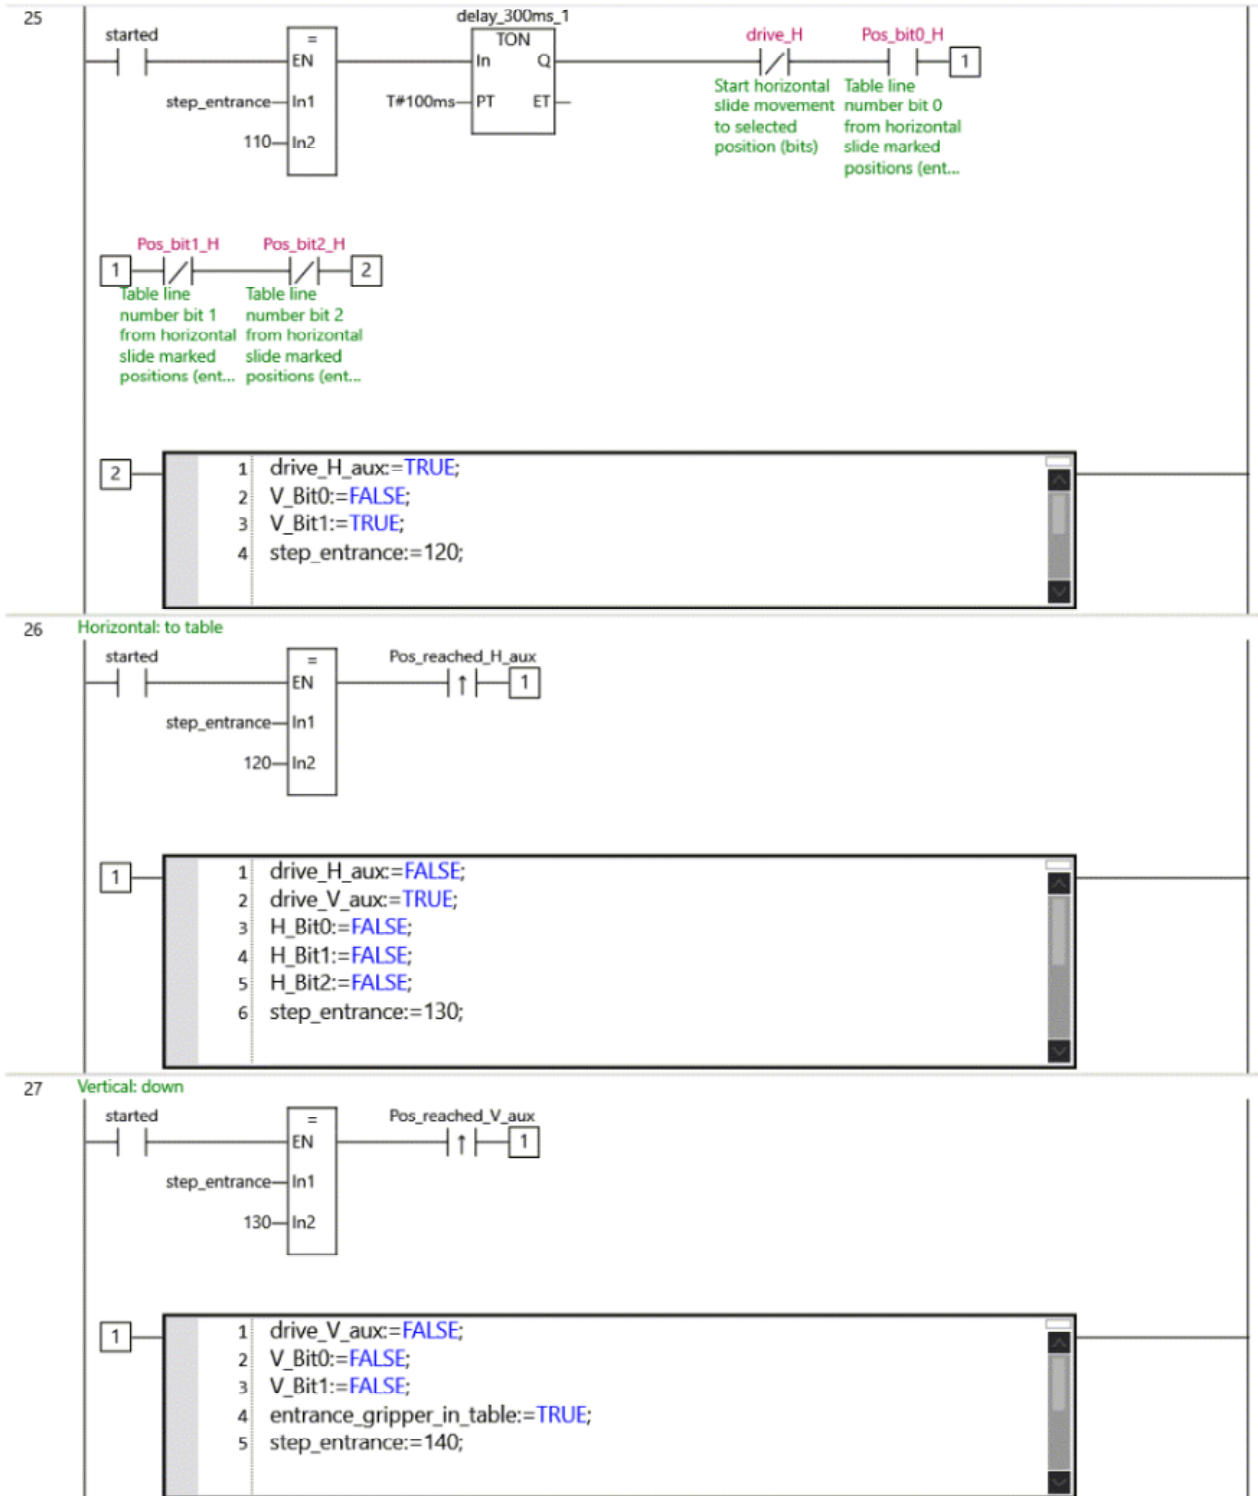 25
started
=
EN
step_entrance In1
110 In2
delay_300ms_1
TON
In Q
T#100ms PT ET
drive_H
Start horizontal
slide movement
to selected
position (bits)
Pos_bit0_H
Table line
number bit 0
from horizontal
slide marked
positions (ent...
1
1
Pos_bit1_H
Table line
number bit 1
from horizontal
slide marked
positions (ent...
Pos_bit2_H
Table line
number bit 2
from horizontal
slide marked
positions (ent...
2
2
1 drive_H_aux:=TRUE;
2 V_Bit0:=FALSE;
3 V_Bit1:=TRUE;
4 step_entrance:=120;
26 Horizontal: to table
started
=
EN
step_entrance In1
120 In2
Pos_reached_H_aux
↑ 1
1
1 drive_H_aux:=FALSE;
2 drive_V_aux:=TRUE;
3 H_Bit0:=FALSE;
4 H_Bit1:=FALSE;
5 H_Bit2:=FALSE;
6 step_entrance:=130;
27 Vertical: down
started
=
EN
step_entrance In1
130 In2
Pos_reached_V_aux
↑ 1
1
1 drive_V_aux:=FALSE;
2 V_Bit0:=FALSE;
3 V_Bit1:=FALSE;
4 entrance_gripper_in_table:=TRUE;
5 step_entrance:=140;